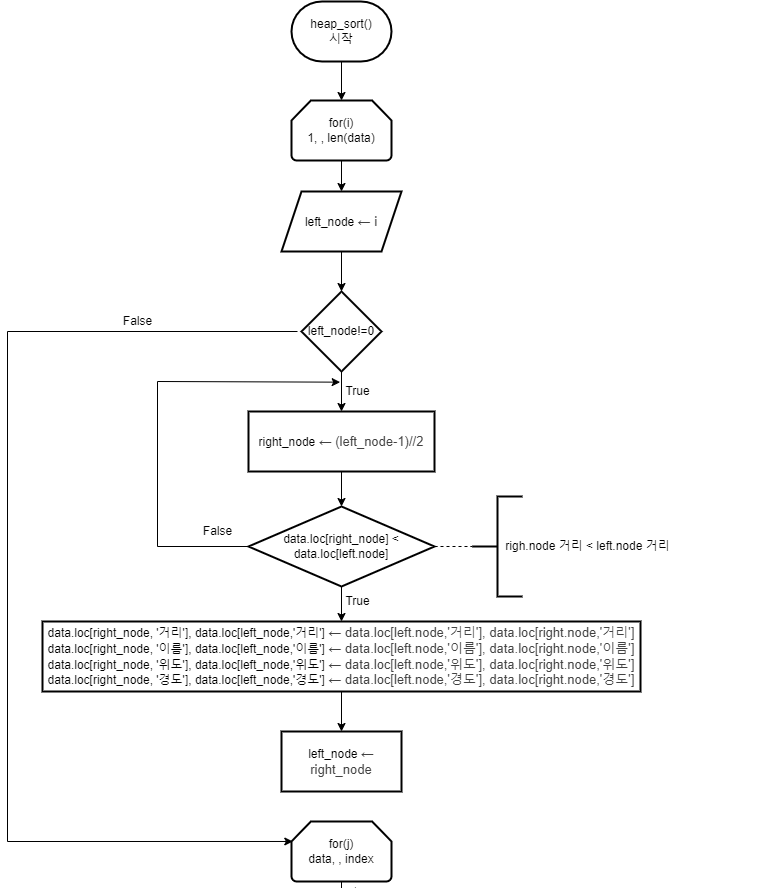 heap_sort()
시작
for(i)
1, , len(data)
left_node ← i
left_node!=0
False
True
right_node ← (left_node-1)//2
data.loc[right_node] <
data.loc[left.node]
False
righ.node 거리 < left.node 거리
True
data.loc[right_node, '거리'], data.loc[left_node,'거리'] ← data.loc[left.node,'거리'], data.loc[right.node,'거리']
data.loc[right_node, '이름'], data.loc[left_node,'이름'] ← data.loc[left.node,'이름'], data.loc[right.node,'이름']
data.loc[right_node, '위도'], data.loc[left_node,'위도'] ← data.loc[left.node,'위도'], data.loc[right.node,'위도']
data.loc[right_node, '경도'], data.loc[left_node,'경도'] ← data.loc[left.node,'경도'], data.loc[right.node,'경도']
left_node ←
right_node
for(j)
data, , index